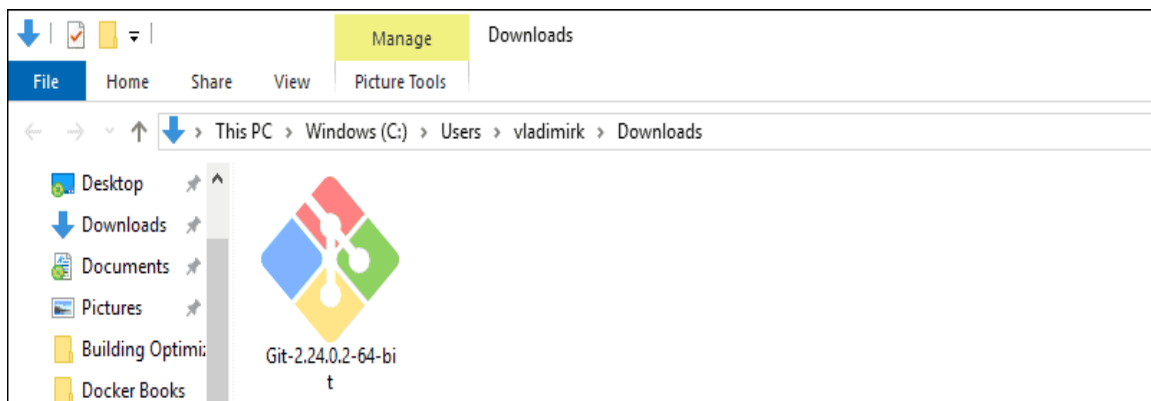 Manage
Downloads
File
Home
Share
View
Picture Tools
This PC > Windows (C:) > Users > vladimirk > Downloads
Desktop
Downloads
Documents
Pictures
Building Optimiz
Docker Books
Git-2.24.0.2-64-bi
t